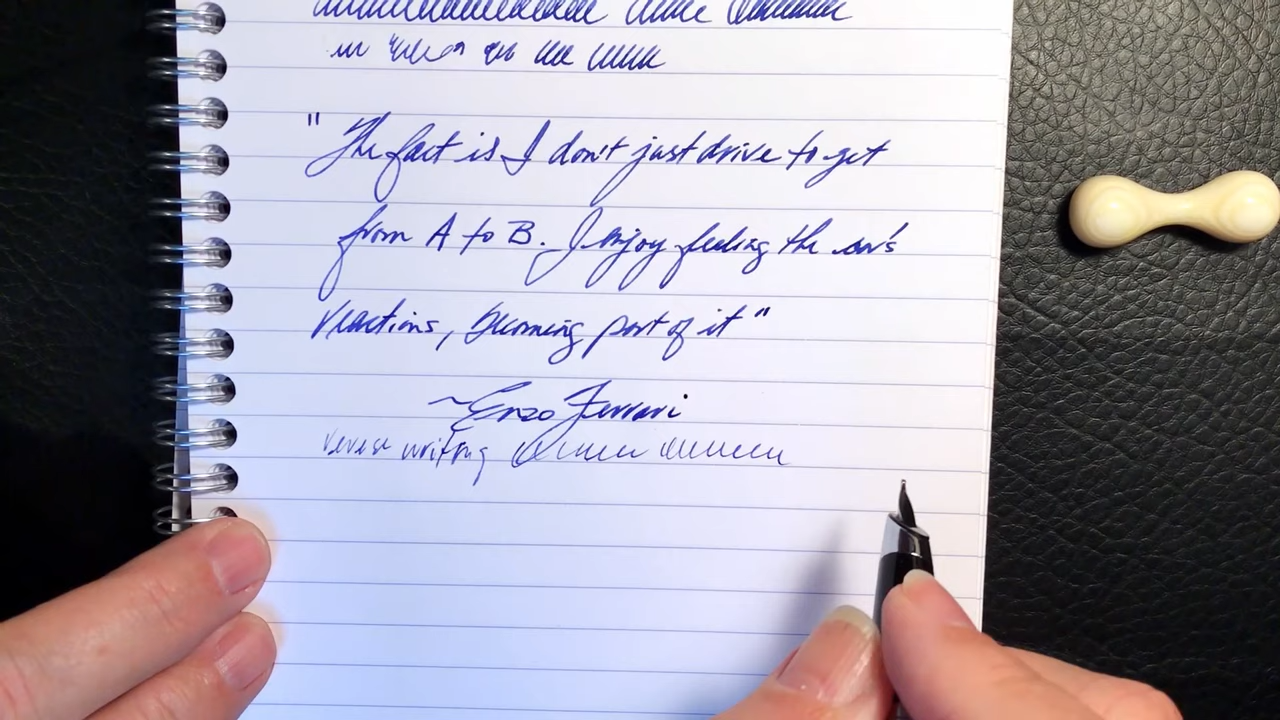 "The fact is I don't just drive to get
from A to B. I enjoy feeling the car's
reactions, becoming part of it"
~Enzo Ferrari
reverse writing